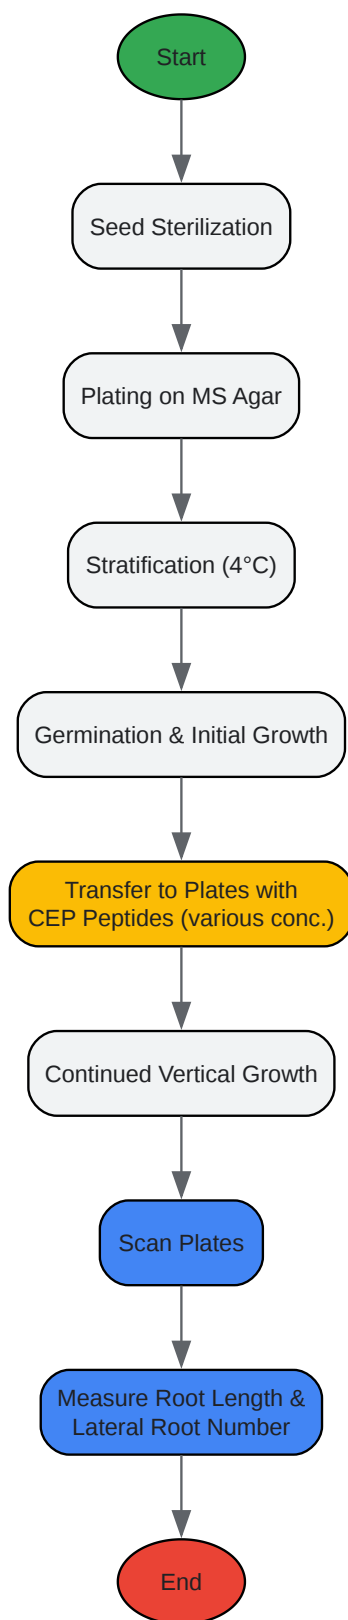 Start
Seed Sterilization
Plating on MS Agar
Stratification (4°C)
Germination & Initial Growth
Transfer to Plates with
CEP Peptides (various conc.)
Continued Vertical Growth
Scan Plates
Measure Root Length &
Lateral Root Number
End